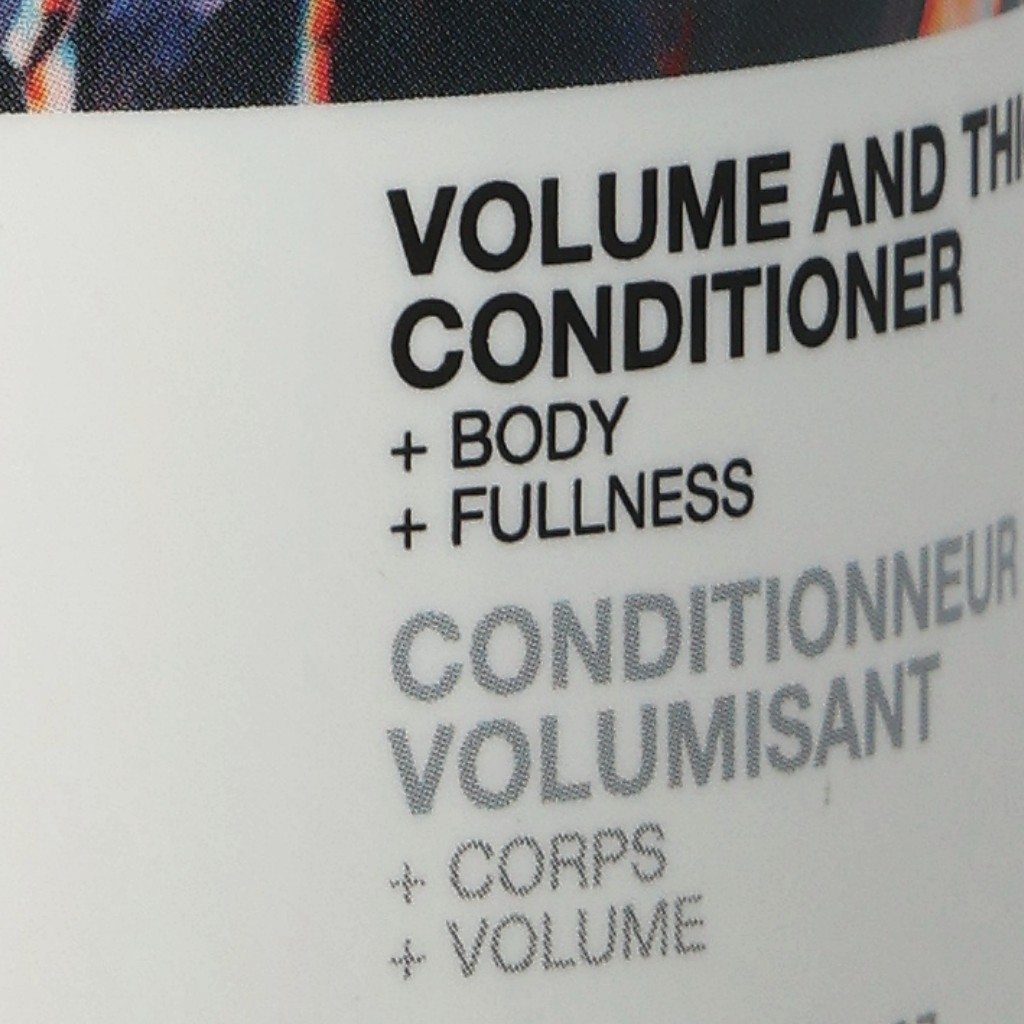 VOLUME AND
CONDITIONER
+ BODY
+ FULLNESS
CONDITIONNEUR
VOLUMISANT
+ CORPS
+ VOLUME